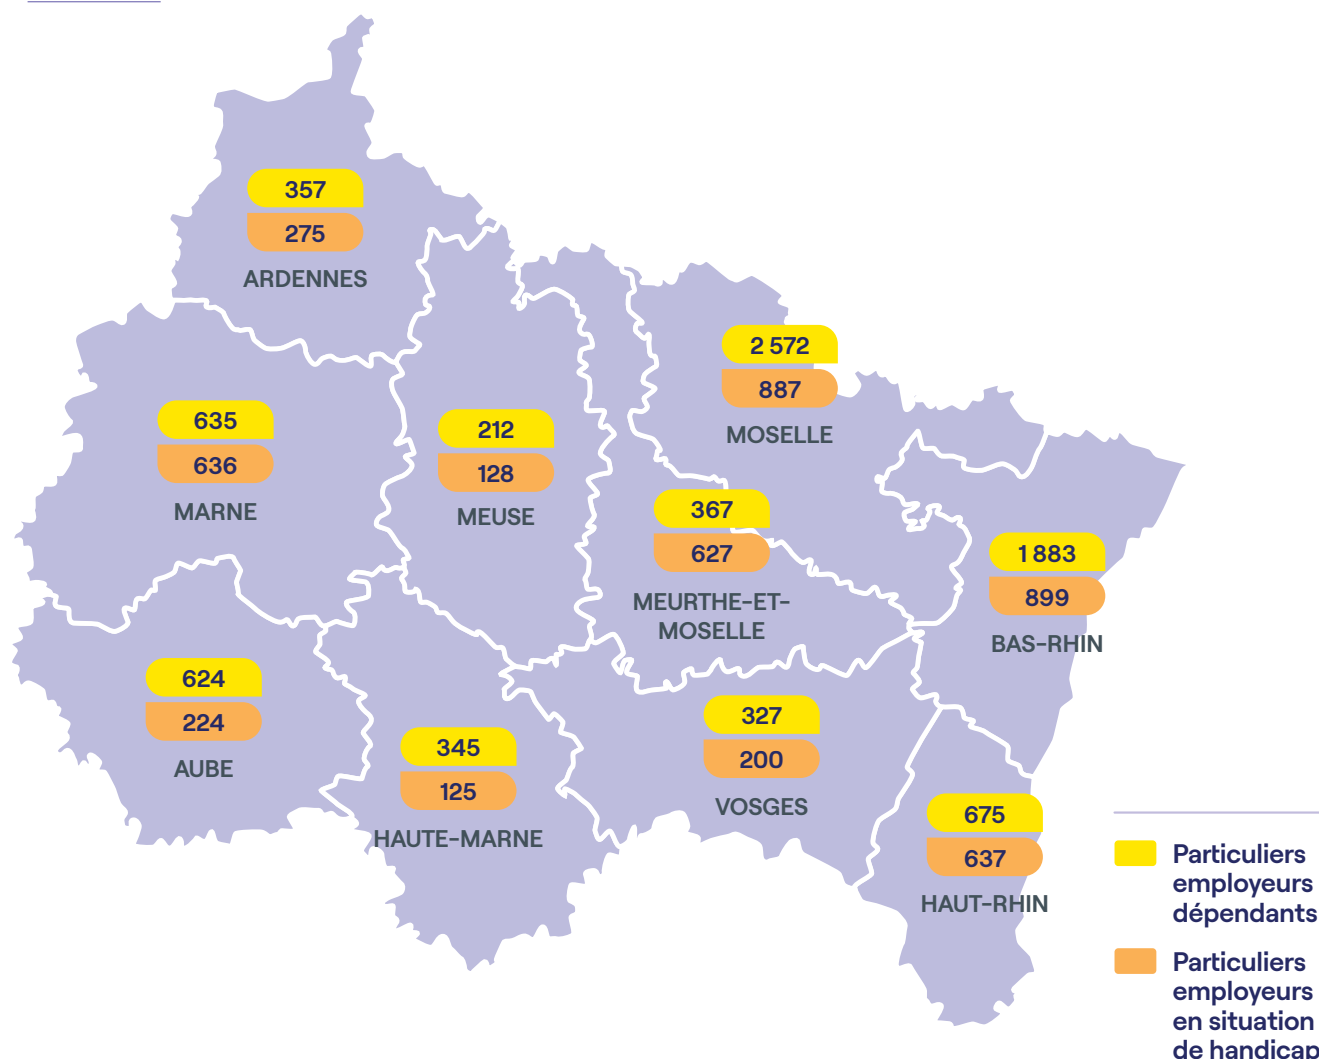 357
275
ARDENNES
2 572
887
MOSELLE
635
636
MARNE
212
128
MEUSE
367
627
MEURTHE-ET-
MOSELLE
1 883
899
BAS-RHIN
624
224
AUBE
345
125
HAUTE-MARNE
327
200
VOSGES
675
637
HAUT-RHIN
Particuliers
employeurs
dépendants
Particuliers
employeurs
en situation
de handicap